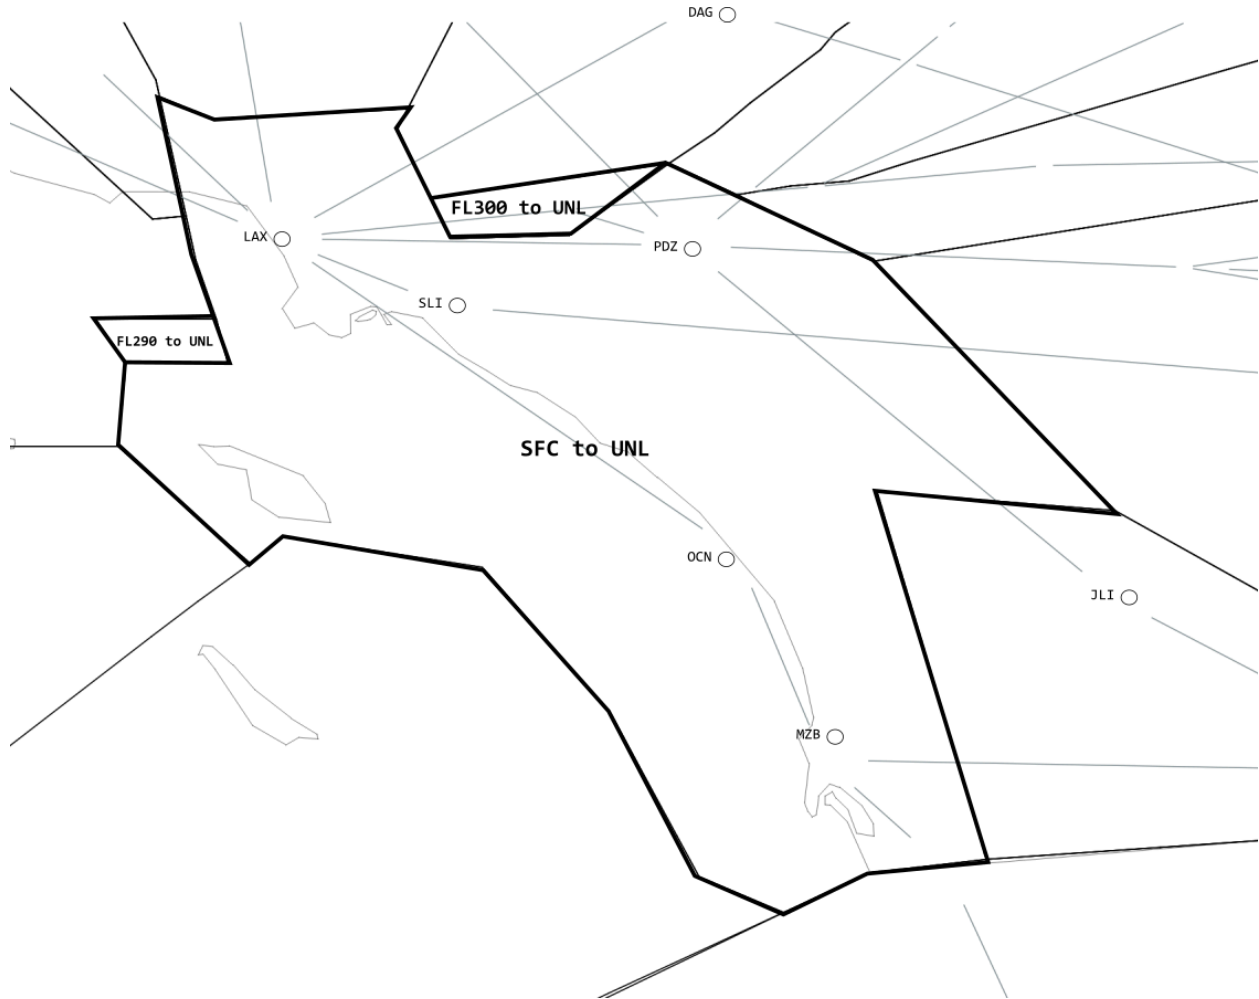 DAG
FL300 to UNL
LAX
PDZ
SLI
FL290 to UNL
SFC to UNL
OCN
JLI
MZB